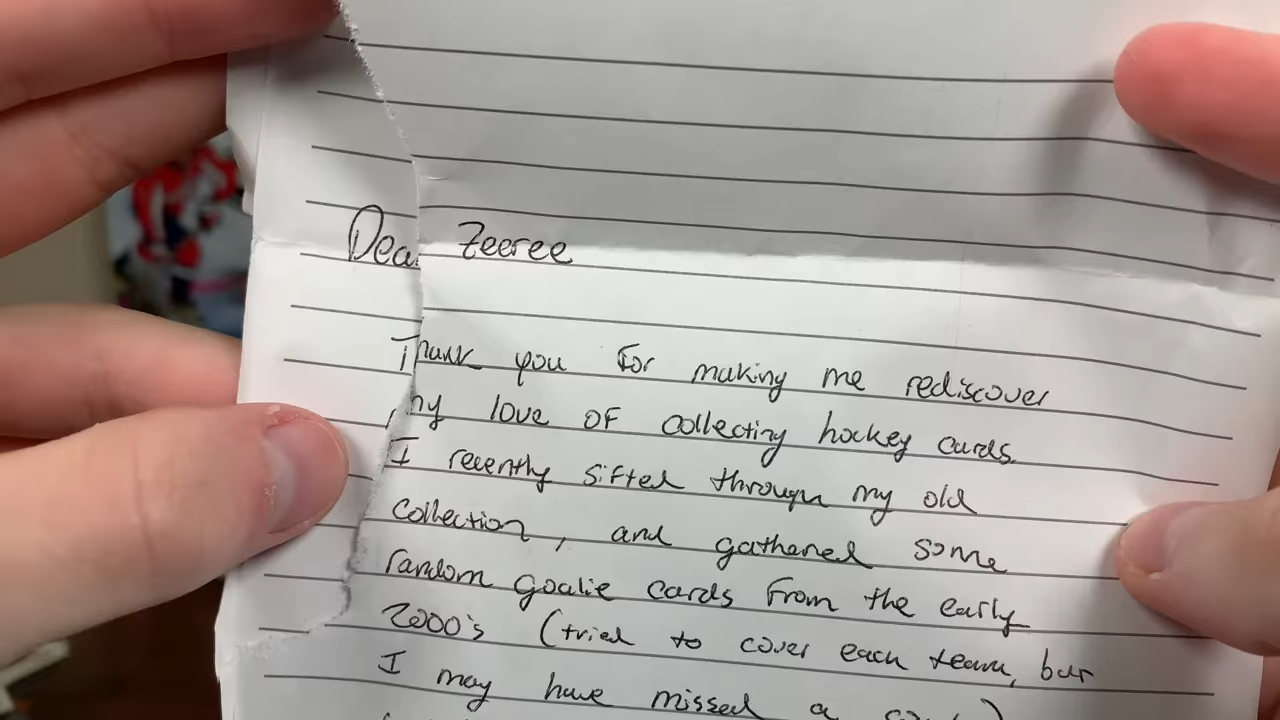 Dear Zeeree
Thank you for making me rediscover
my love of collecting hockey cards.
I recently sifted through my old
collection, and gathered some
random goalie cards from the early
2000's (tried to cover each team, but
I may have missed a